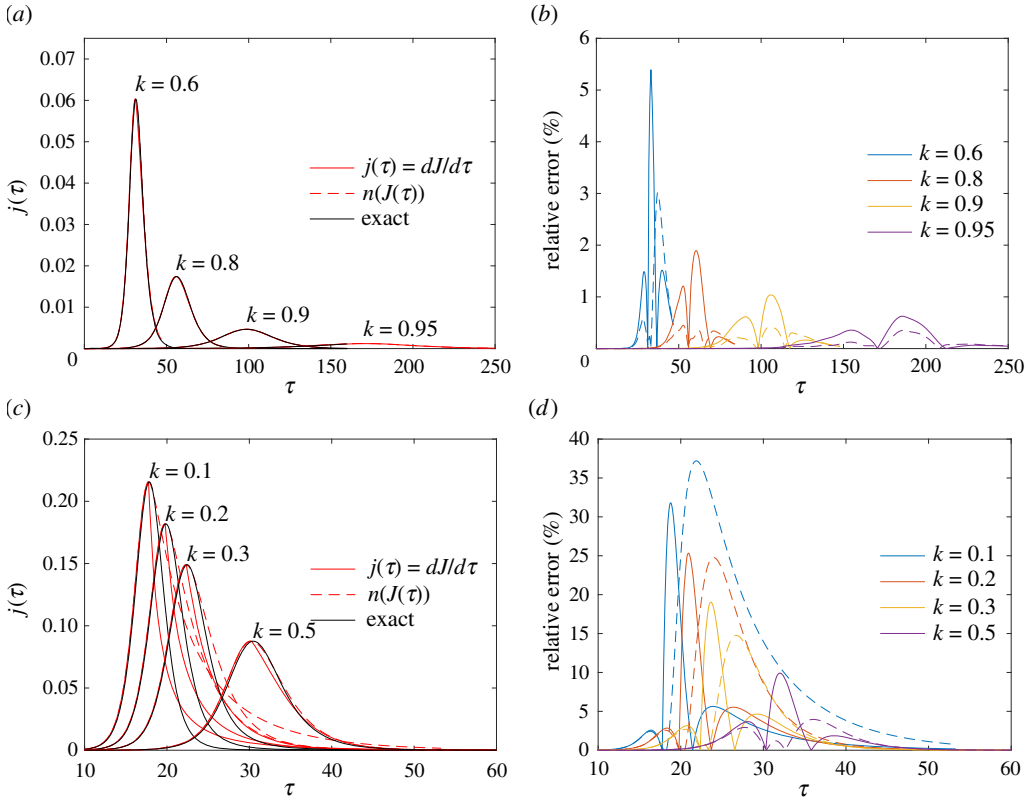 (a)
0.07
0.06
0.05
0.04
0.03
0.02
0.01
0
50
100
150
200
250
j(τ)
τ
k = 0.6
k = 0.8
k = 0.9
k = 0.95
j(τ) = dJ/dτ
n(J(τ))
exact
(b)
6
5
4
3
2
1
0
50
100
150
200
250
relative error (%)
τ
k = 0.6
k = 0.8
k = 0.9
k = 0.95
(c)
0.25
0.20
0.15
0.10
0.05
0
10
20
30
40
50
60
j(τ)
τ
k = 0.1
k = 0.2
k = 0.3
k = 0.5
j(τ) = dJ/dτ
n(J(τ))
exact
(d)
40
35
30
25
20
15
10
5
0
10
20
30
40
50
60
relative error (%)
τ
k = 0.1
k = 0.2
k = 0.3
k = 0.5